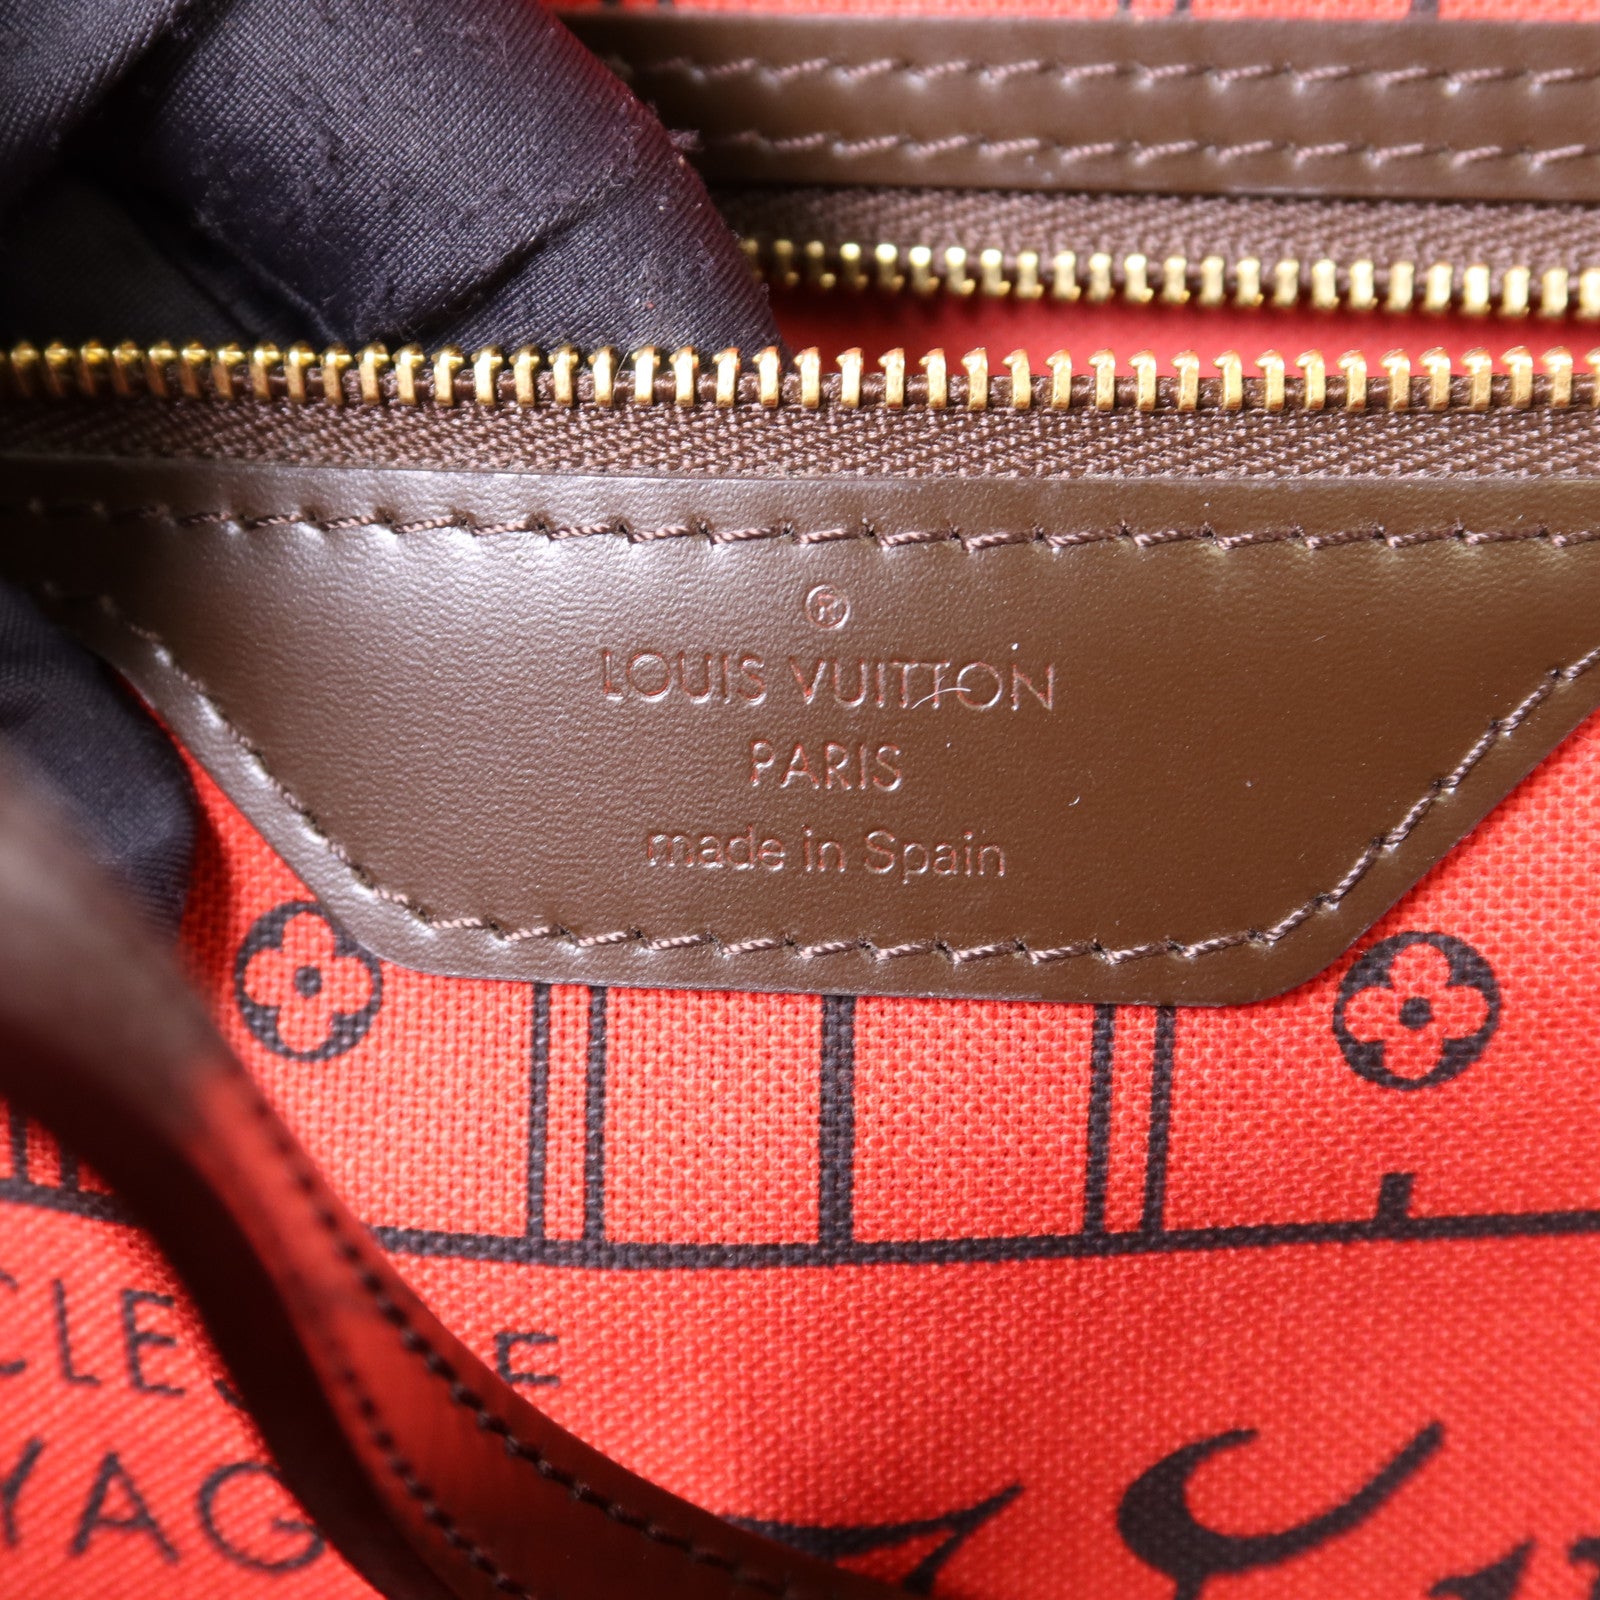 ®
LOUIS VUITTON
PARIS
made in Spain